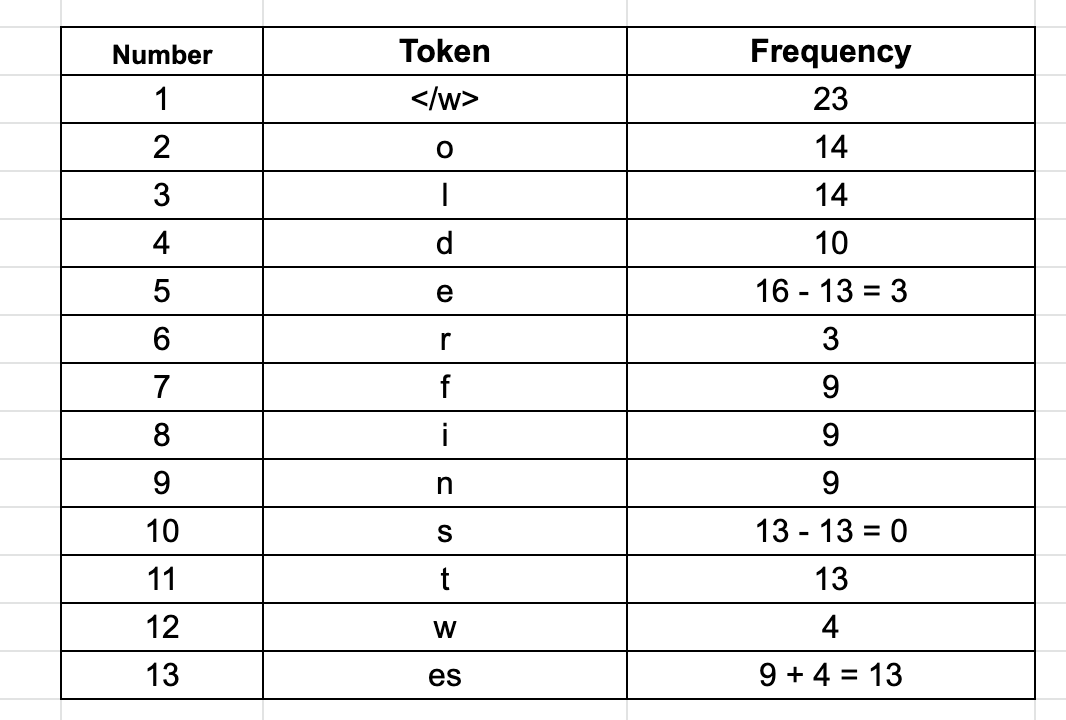 Number Token Frequency
1 </w> 23
2 o 14
3 l 14
4 d 10
5 e 16 - 13 = 3
6 r 3
7 f 9
8 i 9
9 n 9
10 s 13 - 13 = 0
11 t 13
12 w 4
13 es 9 + 4 = 13